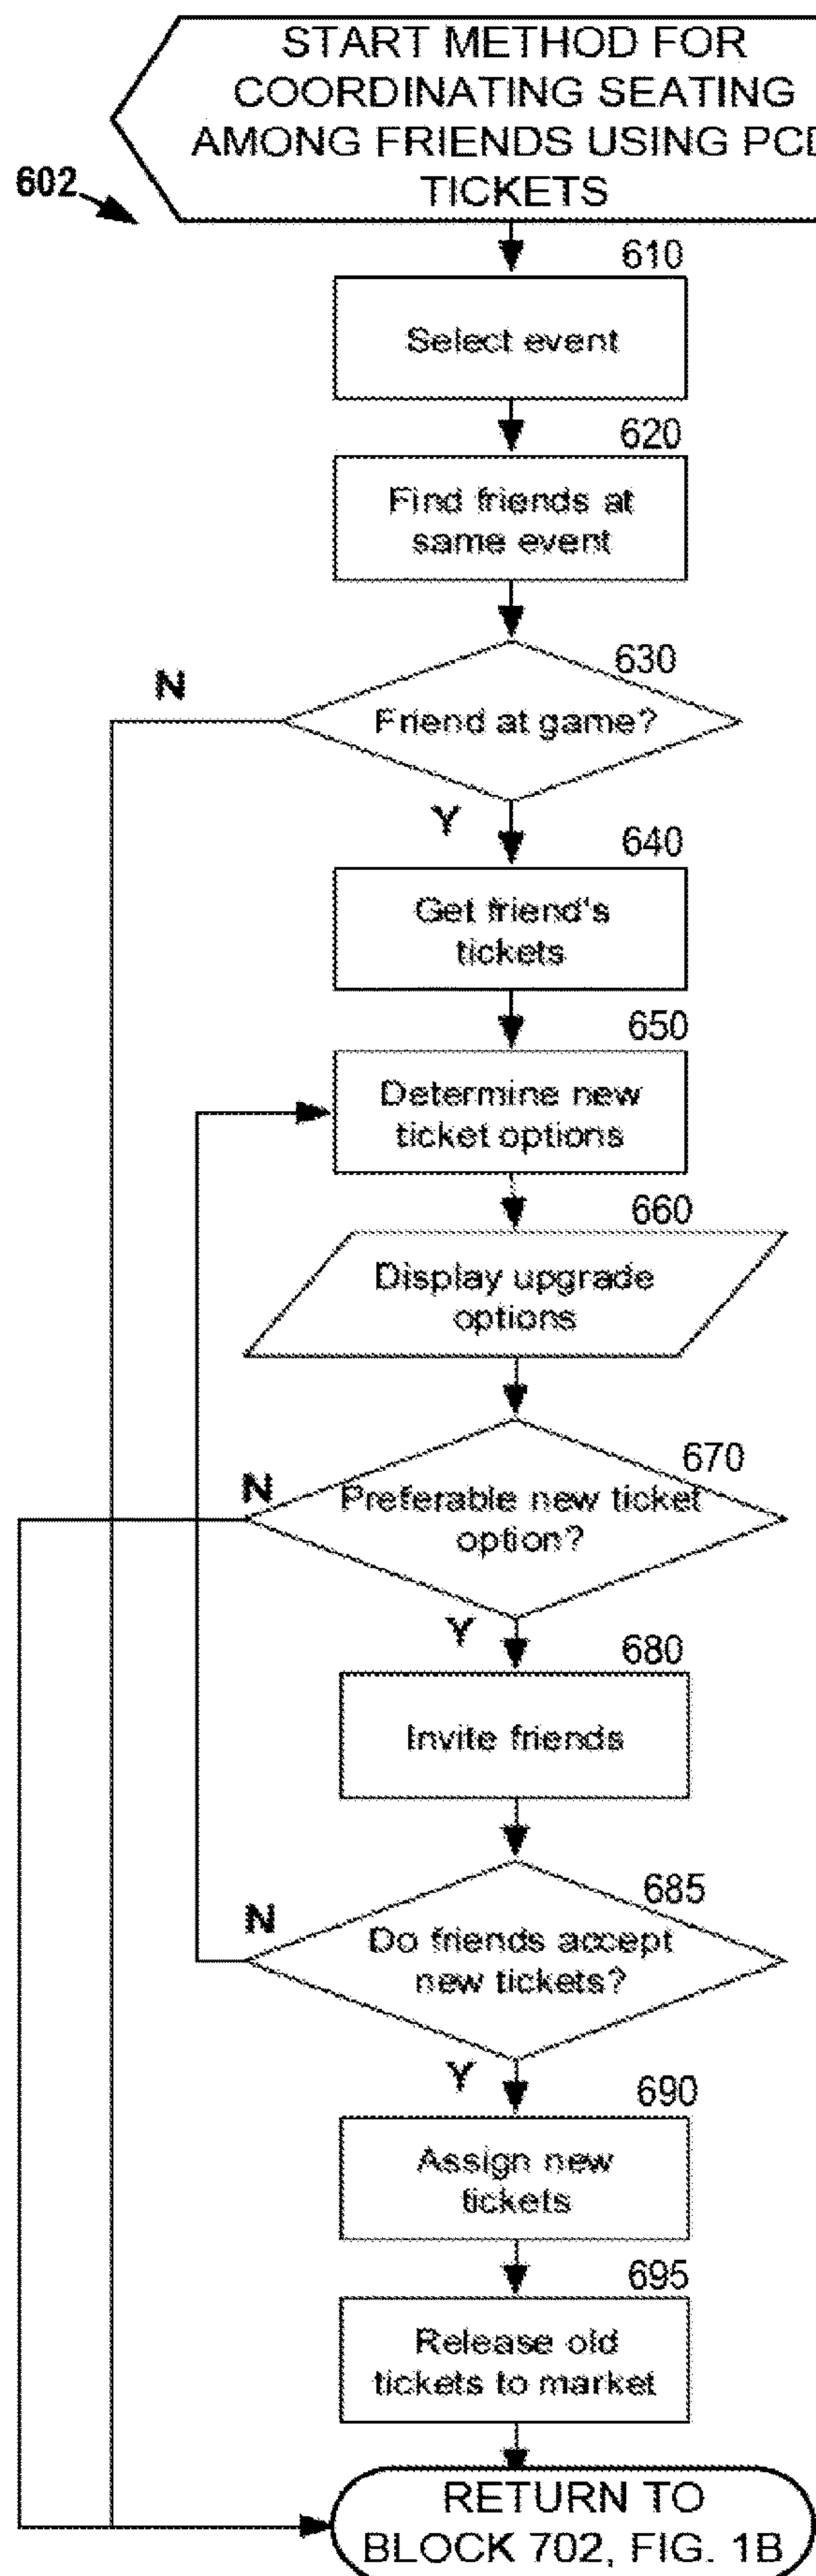 START METHOD FOR
COORDINATING SEATING
AMONG FRIENDS USING PCD
TICKETS
602
610
Select event
620
Find friends at
same event
630
N
Friend at game?
Y
640
Get friend's
tickets
650
Determine new
ticket options
660
Display upgrade
options
670
N
Preferable new ticket
option?
Y
680
Invite friends
685
N
Do friends accept
new tickets?
Y
690
Assign new
tickets
695
Release old
tickets to market
RETURN TO
BLOCK 702, FIG. 1B